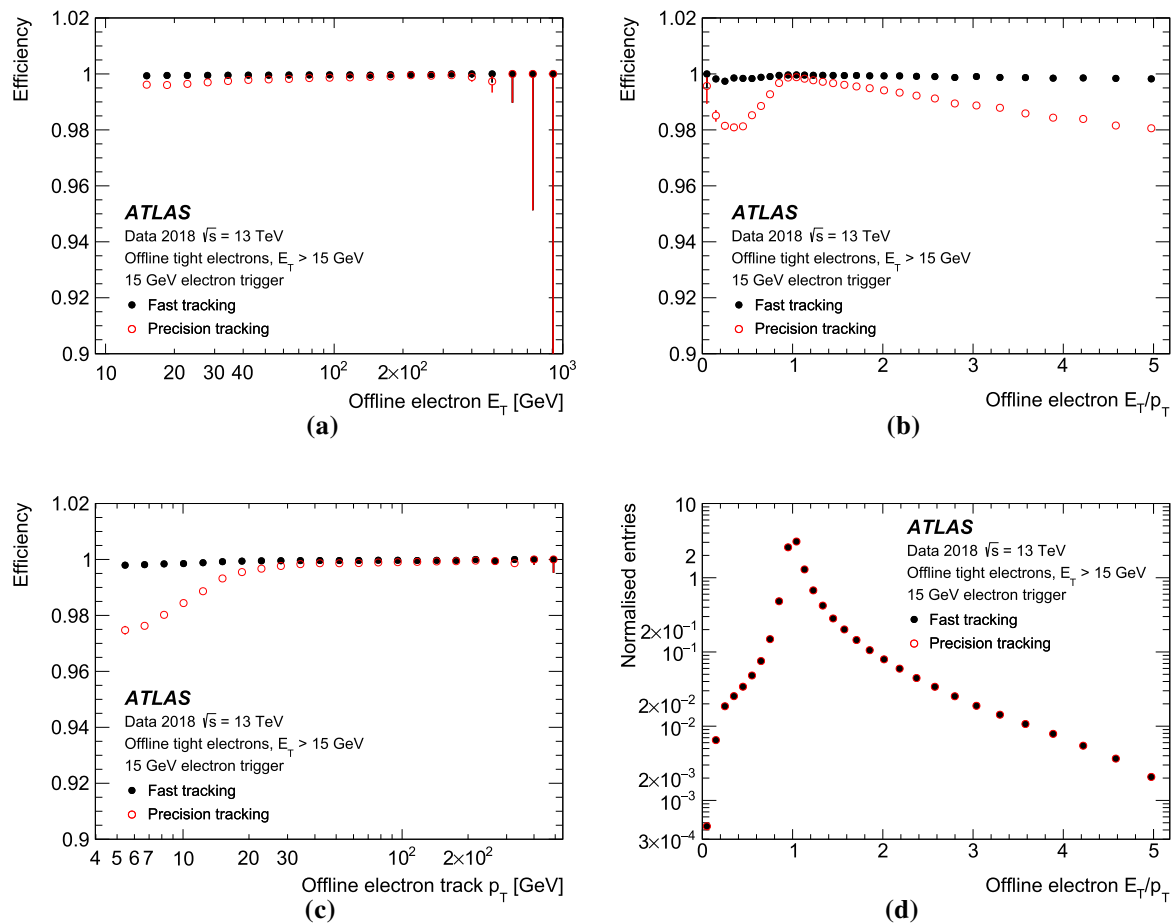 Efficiency
1.02
1
0.98
0.96
0.94
0.92
0.9
ATLAS
Data 2018 √s = 13 TeV
Offline tight electrons, E_T > 15 GeV
15 GeV electron trigger
Fast tracking
Precision tracking
10 20 30 40 10² 2×10² 10³
Offline electron E_T [GeV]
(a)
Efficiency
1.02
1
0.98
0.96
0.94
0.92
0.9
ATLAS
Data 2018 √s = 13 TeV
Offline tight electrons, E_T > 15 GeV
15 GeV electron trigger
Fast tracking
Precision tracking
0 1 2 3 4 5
Offline electron E_T/p_T
(b)
Efficiency
1.02
1
0.98
0.96
0.94
0.92
0.9
ATLAS
Data 2018 √s = 13 TeV
Offline tight electrons, E_T > 15 GeV
15 GeV electron trigger
Fast tracking
Precision tracking
4 5 6 7 10 20 30 10² 2×10²
Offline electron track p_T [GeV]
(c)
Normalised entries
10
2
1
2×10⁻¹
10⁻¹
2×10⁻²
10⁻²
2×10⁻³
10⁻³
3×10⁻⁴
ATLAS
Data 2018 √s = 13 TeV
Offline tight electrons, E_T > 15 GeV
15 GeV electron trigger
Fast tracking
Precision tracking
0 1 2 3 4 5
Offline electron E_T/p_T
(d)